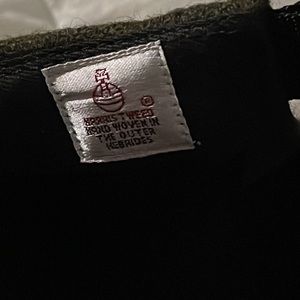 ®
HARRIS TWEED
HAND WOVEN IN
THE OUTER
HEBRIDES